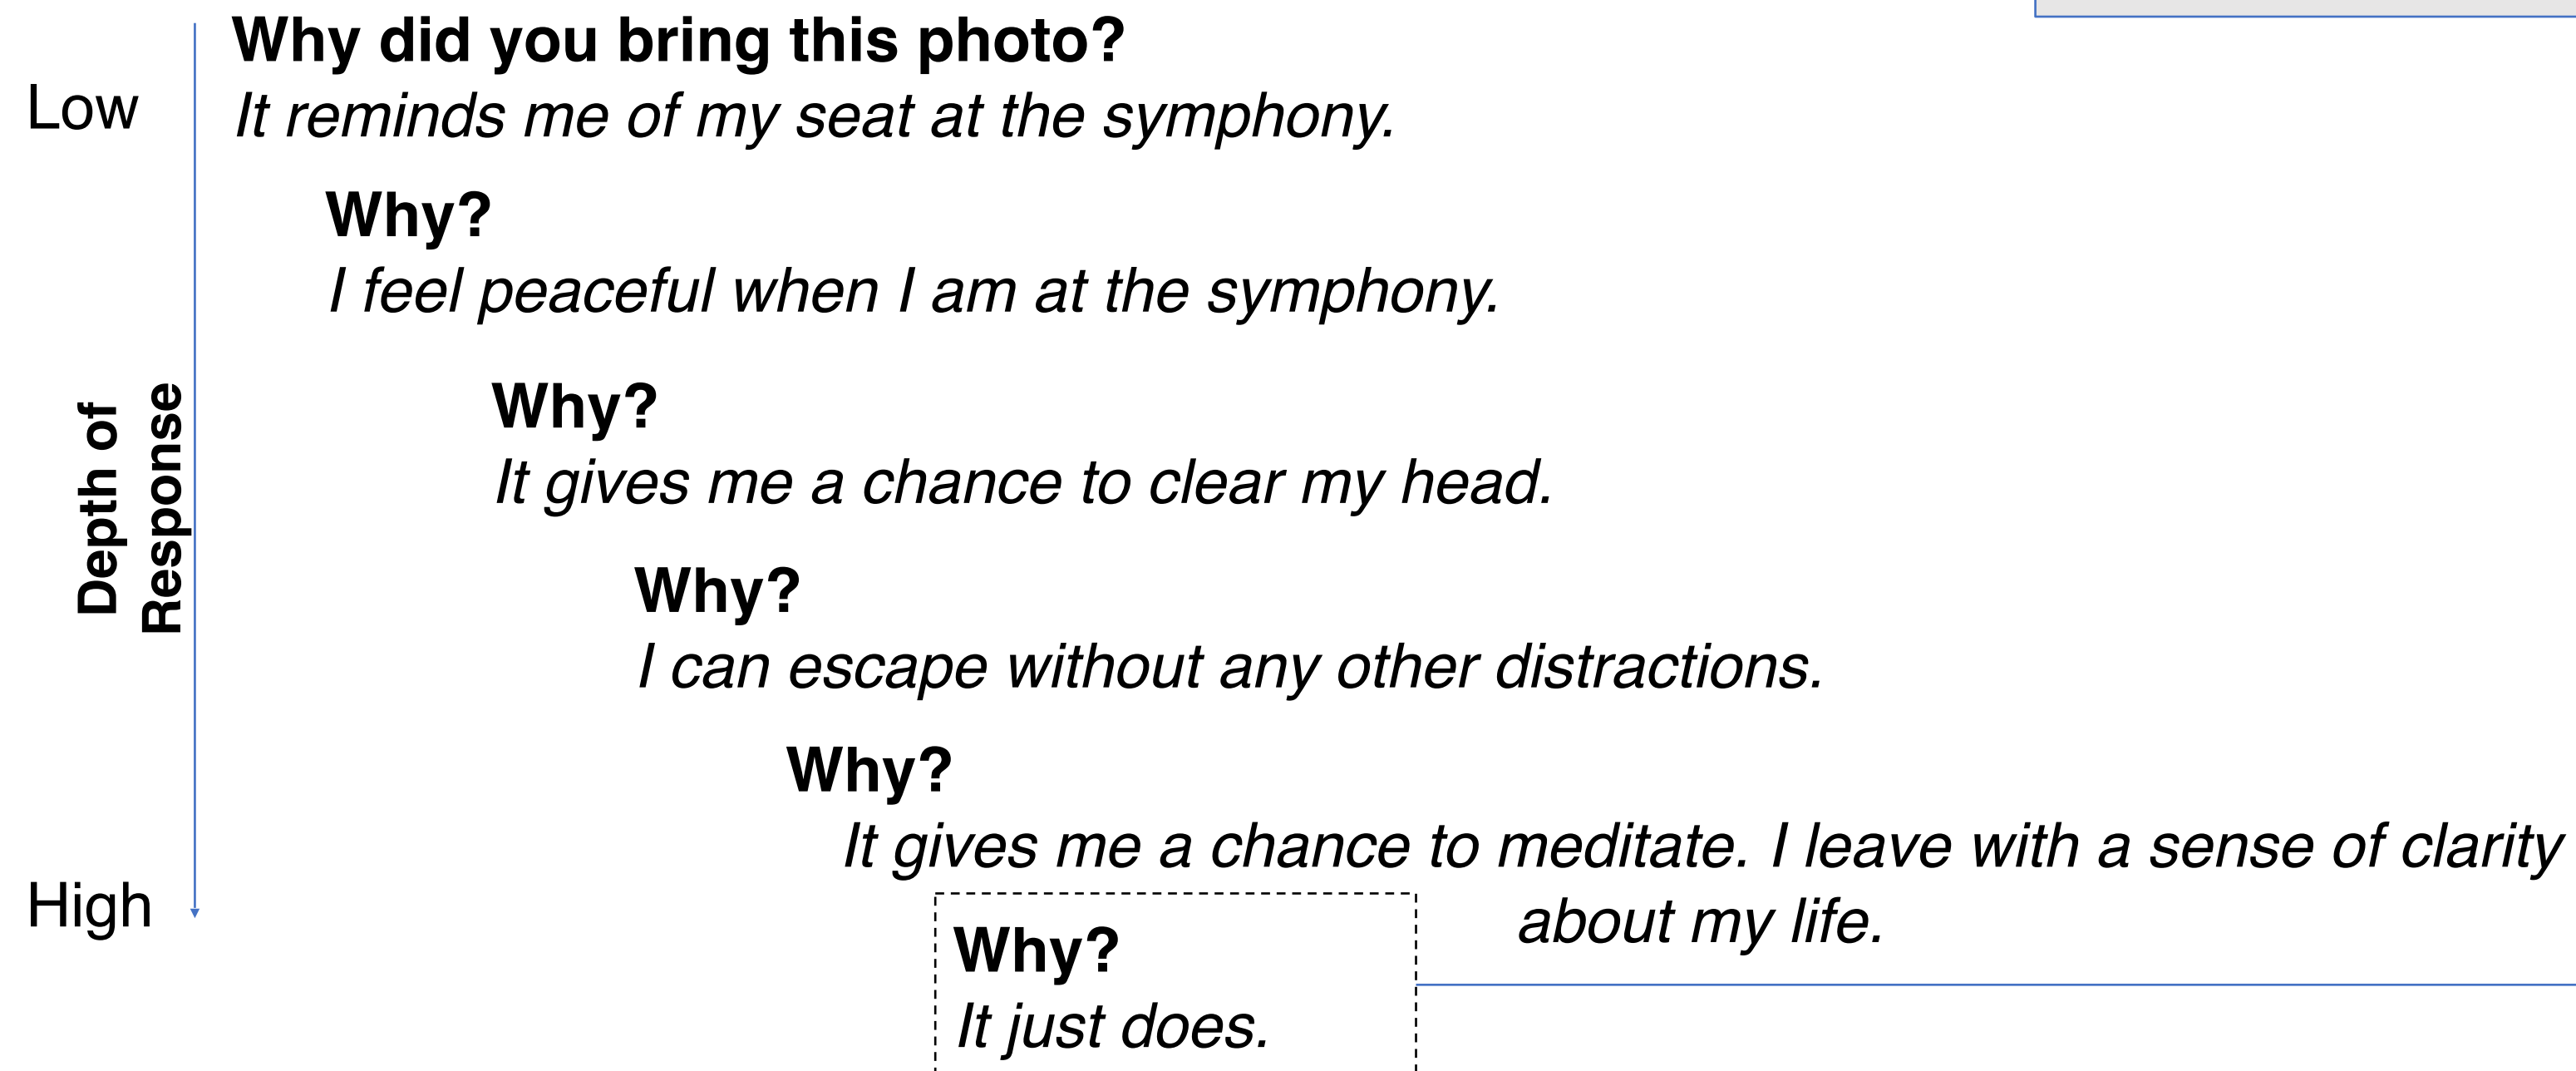 Why did you bring this photo?
Low
It reminds me of my seat at the symphony.
Why?
I feel peaceful when I am at the symphony.
Why?
It gives me a chance to clear my head.
Depth of
Response
Why?
I can escape without any other distractions.
Why?
It gives me a chance to meditate. I leave with a sense of clarity
about my life.
High
Why?
It just does.